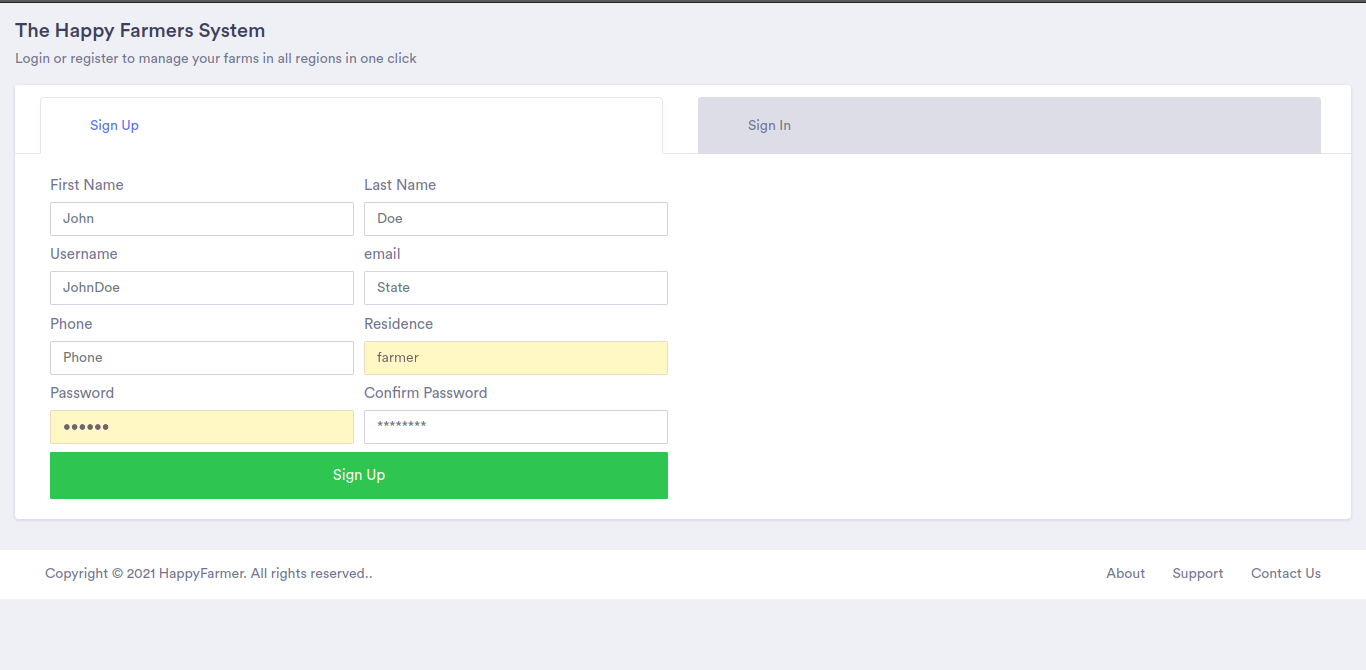 The Happy Farmers System
Login or register to manage your farms in all regions in one click
Sign Up Sign In
First Name Last Name
John Doe
Username email
JohnDoe State
Phone Residence
Phone farmer
Password Confirm Password
•••••• ********
Sign Up
Copyright © 2021 HappyFarmer. All rights reserved.. About Support Contact Us